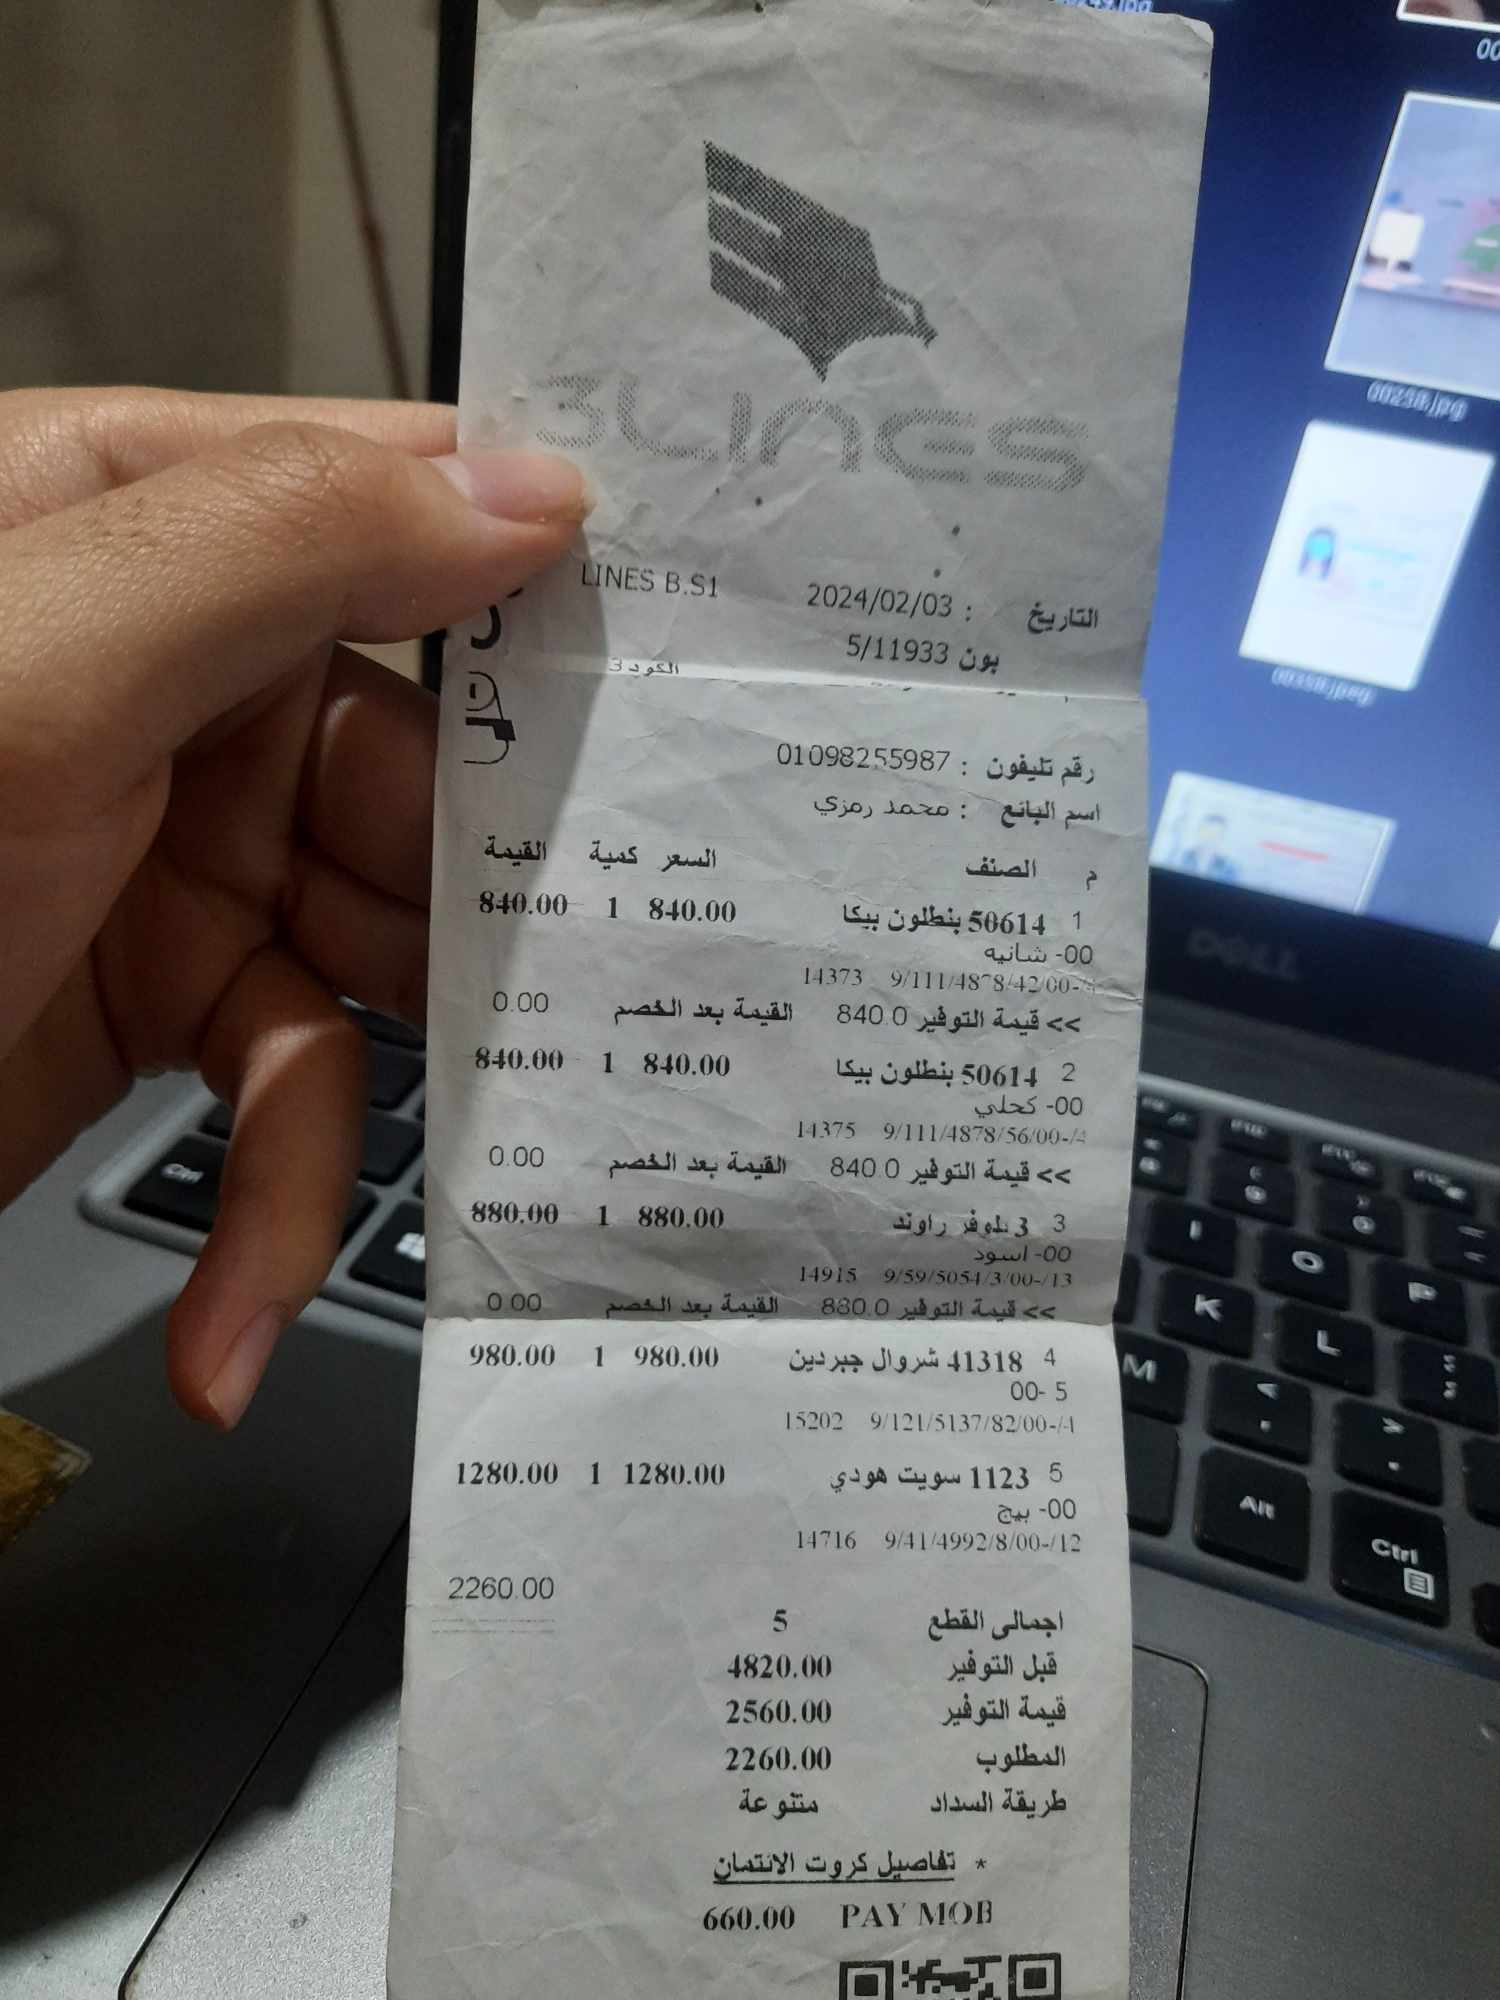 3LINES
LINES B.S1
التاريخ : 2024/02/03
بون 5/11933
الكود 3
رقم تليفون : 01098255987
اسم البائع : محمد رمزي
م الصنف السعر كمية القيمة
1 50614 بنطلون بيكا 840.00 1 840.00
00- شانيه
14373
>> قيمة التوفير 840.0 القيمة بعد الخصم 0.00
2 50614 بنطلون بيكا 840.00 1 840.00
00- كحلي
14375 9/111/4878/56/00-/4
>> قيمة التوفير 840.0 القيمة بعد الخصم 0.00
3 3 بلوفر راوند 880.00 1 880.00
00- اسود
14915 9/59/5054/3/00-/13
>> قيمة التوفير 880.0 القيمة بعد الخصم 0.00
4 41318 شروال جبردين 980.00 1 980.00
00- 5
15202 9/121/5137/82/00-/4
5 1123 سويت هودي 1280.00 1 1280.00
00- بيج
14716 9/41/4992/8/00-/12
2260.00
اجمالى القطع 5
قبل التوفير 4820.00
قيمة التوفير 2560.00
المطلوب 2260.00
طريقة السداد متنوعة
* تفاصيل كروت الائتمان
660.00 PAY MOB
DELL
Ctrl
I
O
P
K
L
M
Alt
Ctrl